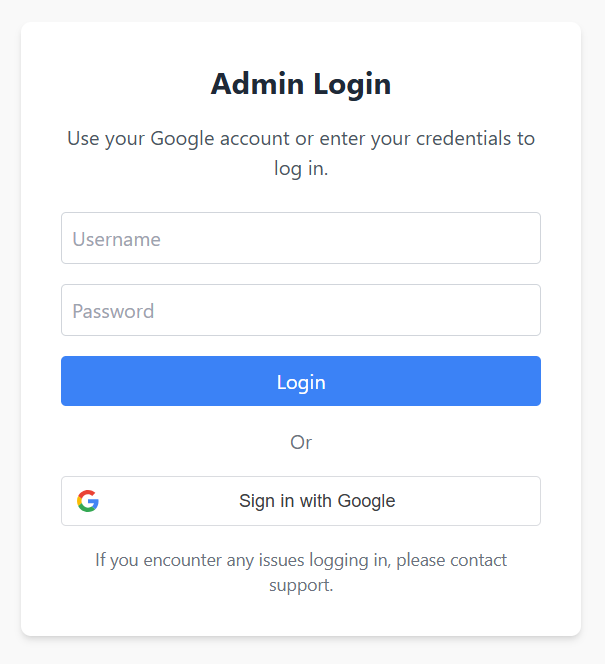 Admin Login
Use your Google account or enter your credentials to
log in.
Username
Password
Login
Or
Sign in with Google
If you encounter any issues logging in, please contact
support.